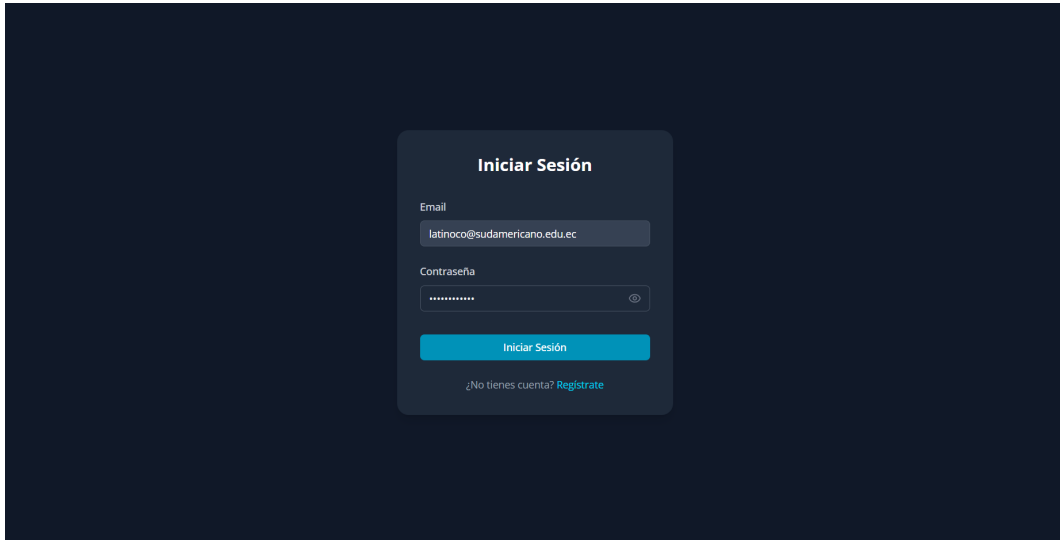 Iniciar Sesión
Email
latinoco@sudamericano.edu.ec
Contraseña
••••••••••••
Iniciar Sesión
¿No tienes cuenta? Regístrate